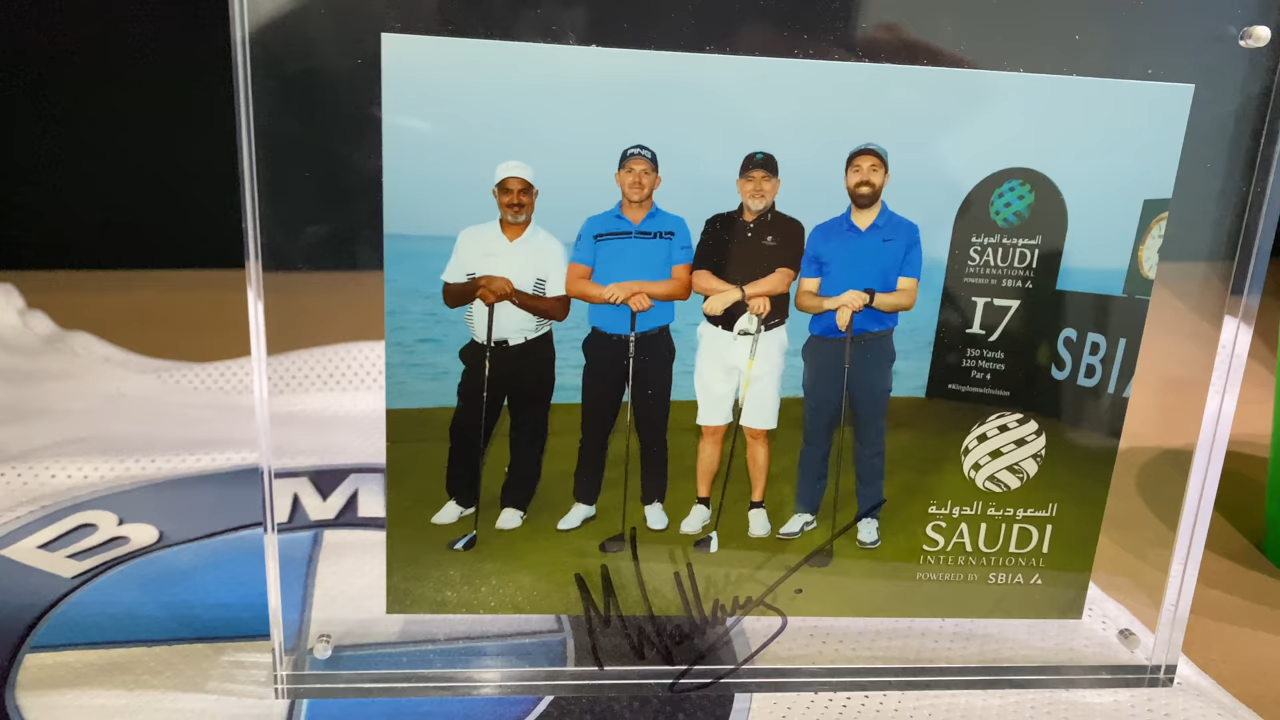 PING
السعودية الدولية
SAUDI
INTERNATIONAL
POWERED BY SBIA
17
350 Yards
320 Metres
Par 4
#Kingdomwithvision
SBIA
السعودية الدولية
SAUDI
INTERNATIONAL
POWERED BY SBIA
M Wallace
B M